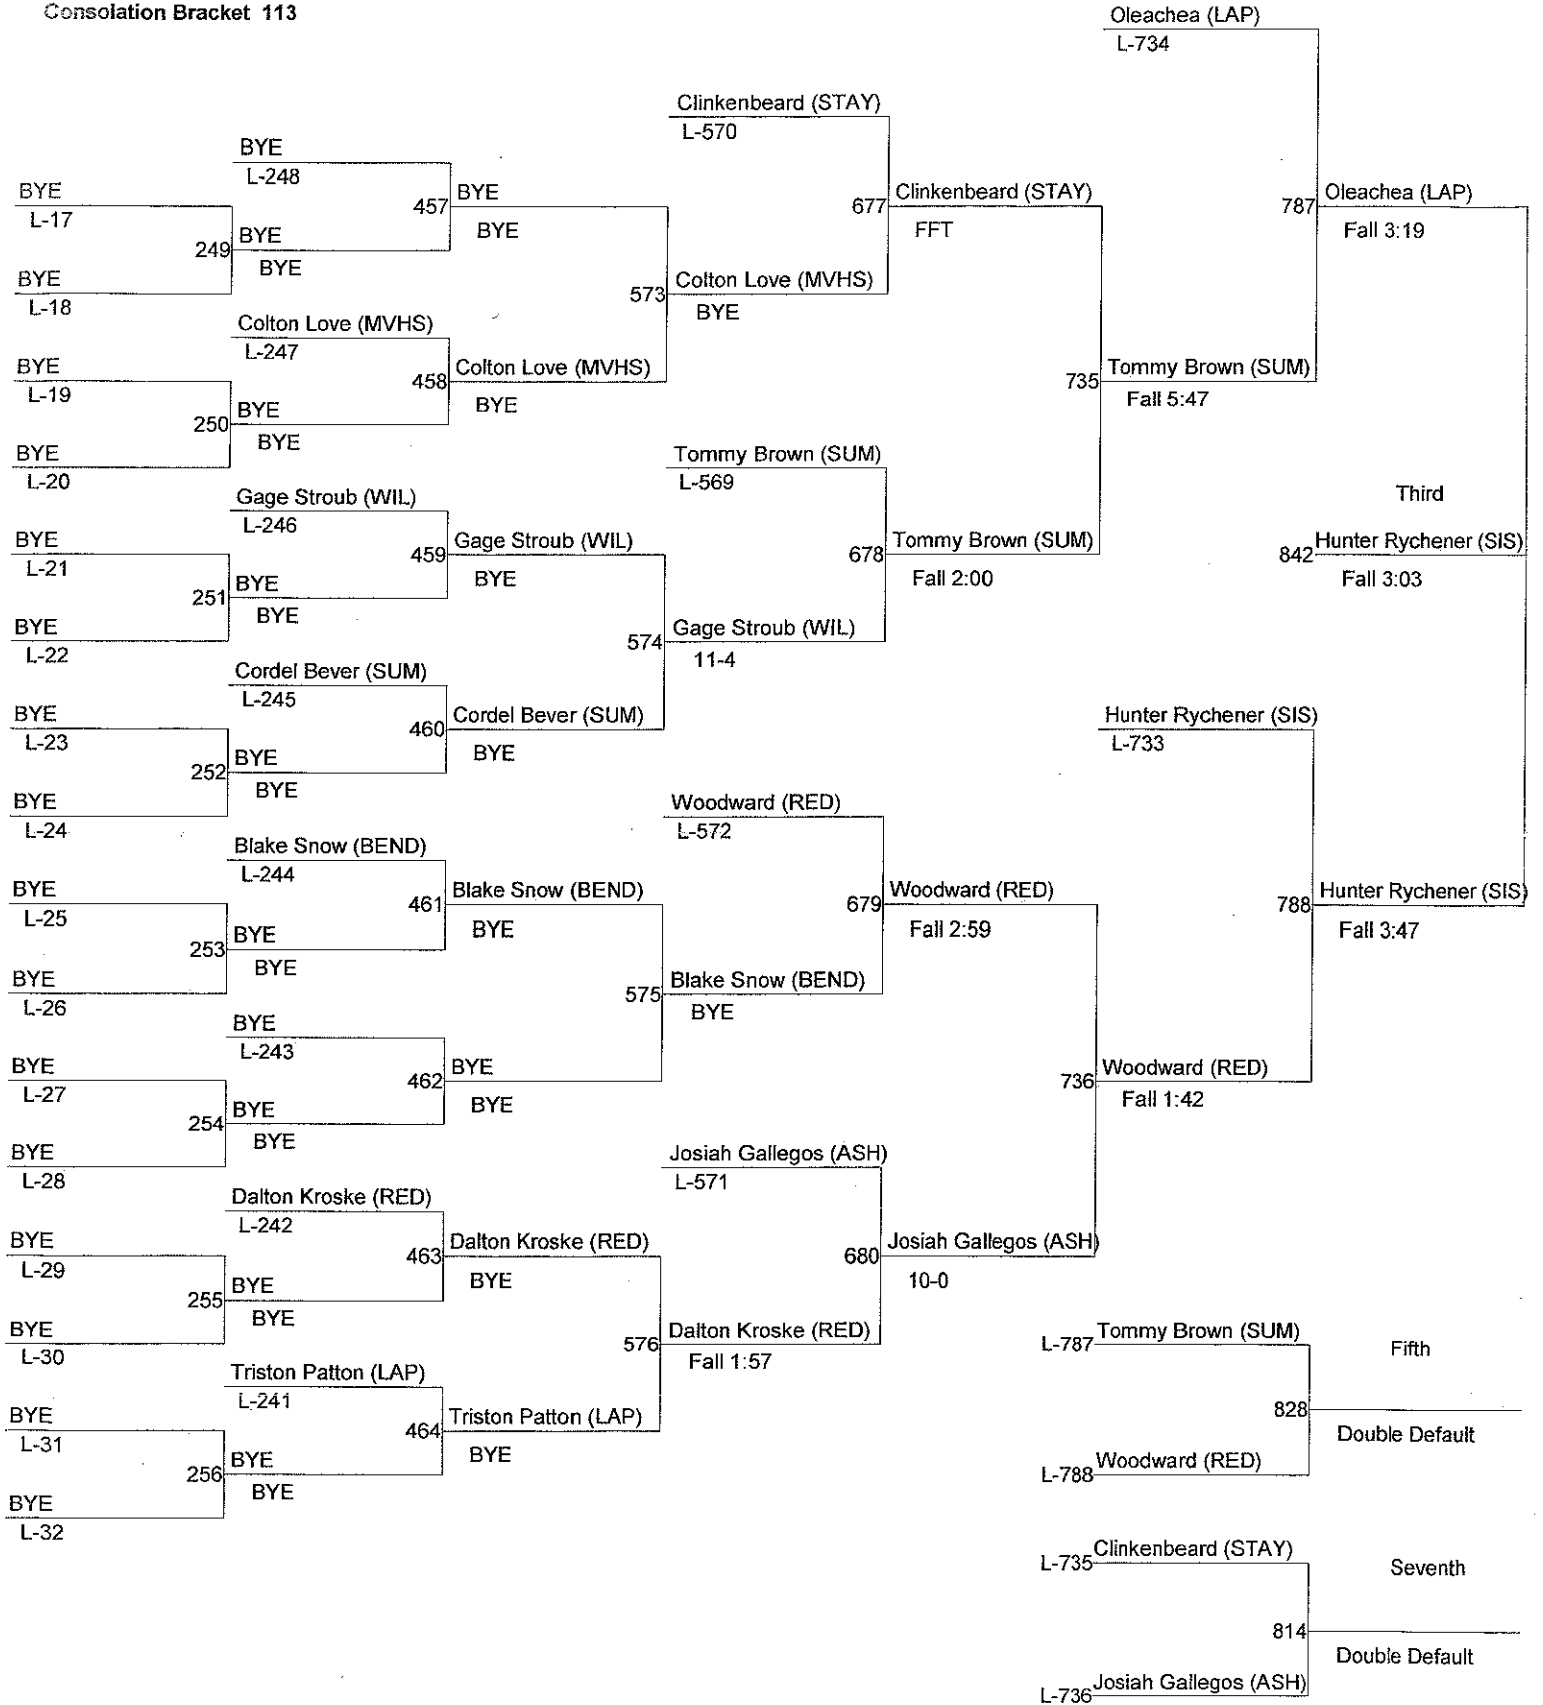 Consolation Bracket 113
BYE
L-17
BYE
L-18
BYE
L-19
BYE
L-20
BYE
L-21
BYE
L-22
BYE
L-23
BYE
L-24
BYE
L-25
BYE
L-26
BYE
L-27
BYE
L-28
BYE
L-29
BYE
L-30
BYE
L-31
BYE
L-32
BYE
L-248
249
BYE
BYE
Colton Love (MVHS)
L-247
250
BYE
BYE
Gage Stroub (WIL)
L-246
251
BYE
BYE
Cordel Bever (SUM)
L-245
252
BYE
BYE
Blake Snow (BEND)
L-244
253
BYE
BYE
BYE
L-243
254
BYE
BYE
Dalton Kroske (RED)
L-242
255
BYE
BYE
Triston Patton (LAP)
L-241
256
BYE
BYE
457
BYE
BYE
458
Colton Love (MVHS)
BYE
459
Gage Stroub (WIL)
BYE
460
Cordel Bever (SUM)
BYE
461
Blake Snow (BEND)
BYE
462
BYE
BYE
463
Dalton Kroske (RED)
BYE
464
Triston Patton (LAP)
BYE
Clinkenbeard (STAY)
L-570
573
Colton Love (MVHS)
BYE
Tommy Brown (SUM)
L-569
574
Gage Stroub (WIL)
11-4
Woodward (RED)
L-572
575
Blake Snow (BEND)
BYE
Josiah Gallegos (ASH)
L-571
576
Dalton Kroske (RED)
Fall 1:57
677
Clinkenbeard (STAY)
FFT
678
Tommy Brown (SUM)
Fall 2:00
679
Woodward (RED)
Fall 2:59
680
Josiah Gallegos (ASH)
10-0
Oleachea (LAP)
L-734
735
Tommy Brown (SUM)
Fall 5:47
Hunter Rychener (SIS)
L-733
736
Woodward (RED)
Fall 1:42
787
Oleachea (LAP)
Fall 3:19
Third
842
Hunter Rychener (SIS)
Fall 3:03
788
Hunter Rychener (SIS)
Fall 3:47
L-787
Tommy Brown (SUM)
Fifth
828
Double Default
L-788
Woodward (RED)
L-735
Clinkenbeard (STAY)
Seventh
814
Double Default
L-736
Josiah Gallegos (ASH)